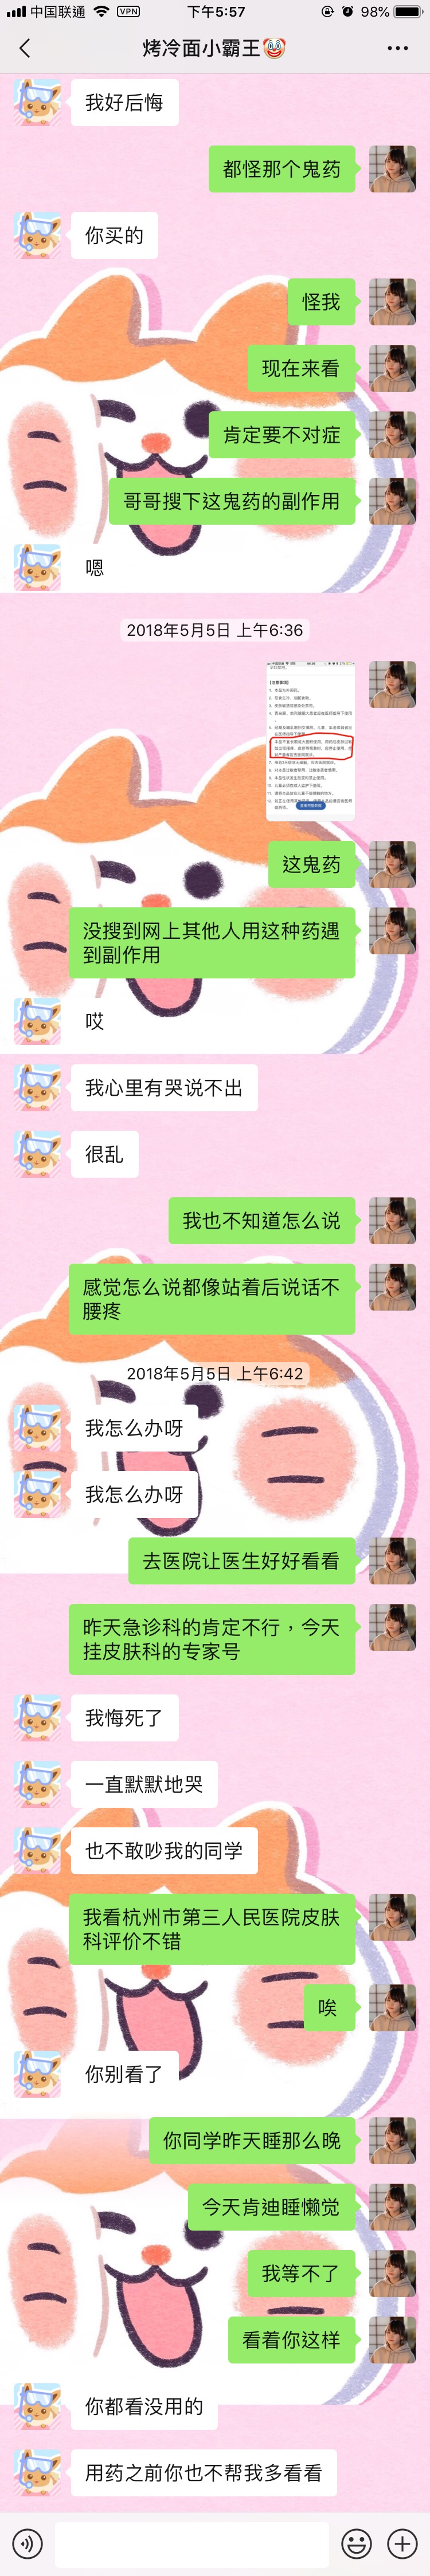 中国联通
VPN
下午5:57
98%
烤冷面小霸王🤡
我好后悔
都怪那个鬼药
你买的
怪我
现在来看
肯定要不对症
哥哥搜下这鬼药的副作用
嗯
2018年5月5日 上午6:36
【注意事项】
这鬼药
没搜到网上其他人用这种药遇
到副作用
哎
我心里有哭说不出
很乱
我也不知道怎么说
感觉怎么说都像站着后说话不
腰疼
2018年5月5日 上午6:42
我怎么办呀
我怎么办呀
去医院让医生好好看看
昨天急诊科的肯定不行，今天
挂皮肤科的专家号
我悔死了
一直默默地哭
也不敢吵我的同学
我看杭州市第三人民医院皮肤
科评价不错
唉
你别看了
你同学昨天睡那么晚
今天肯迪睡懒觉
我等不了
看着你这样
你都看没用的
用药之前你也不帮我多看看